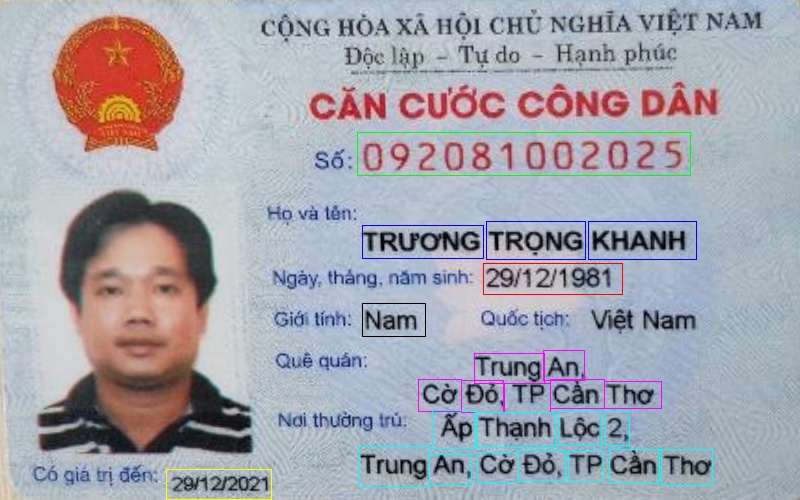 CỘNG HÒA XÃ HỘI CHỦ NGHĨA VIỆT NAM
Độc lập - Tự do - Hạnh phúc
CĂN CƯỚC CÔNG DÂN
Số: 092081002025
Họ và tên:
TRƯƠNG TRỌNG KHANH
Ngày, tháng, năm sinh: 29/12/1981
Giới tính: Nam Quốc tịch: Việt Nam
Quê quán: Trung An,
Cờ Đỏ, TP Cần Thơ
Nơi thường trú: Ấp Thạnh Lộc 2,
Trung An, Cờ Đỏ, TP Cần Thơ
Có giá trị đến: 29/12/2021
VIỆT NAM